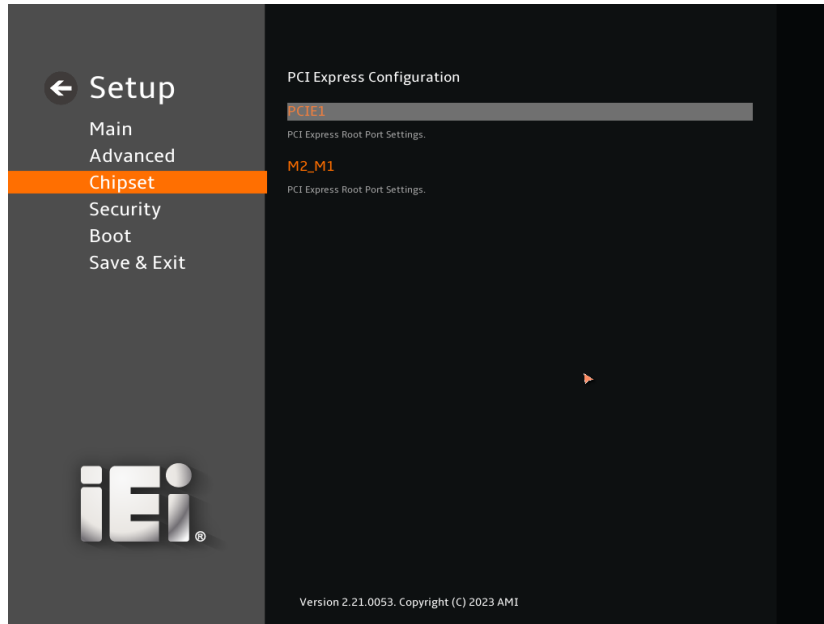 Setup
Main
Advanced
Chipset
Security
Boot
Save & Exit
iEi®
PCI Express Configuration
PCIE1
PCI Express Root Port Settings.
M2_M1
PCI Express Root Port Settings.
Version 2.21.0053. Copyright (C) 2023 AMI